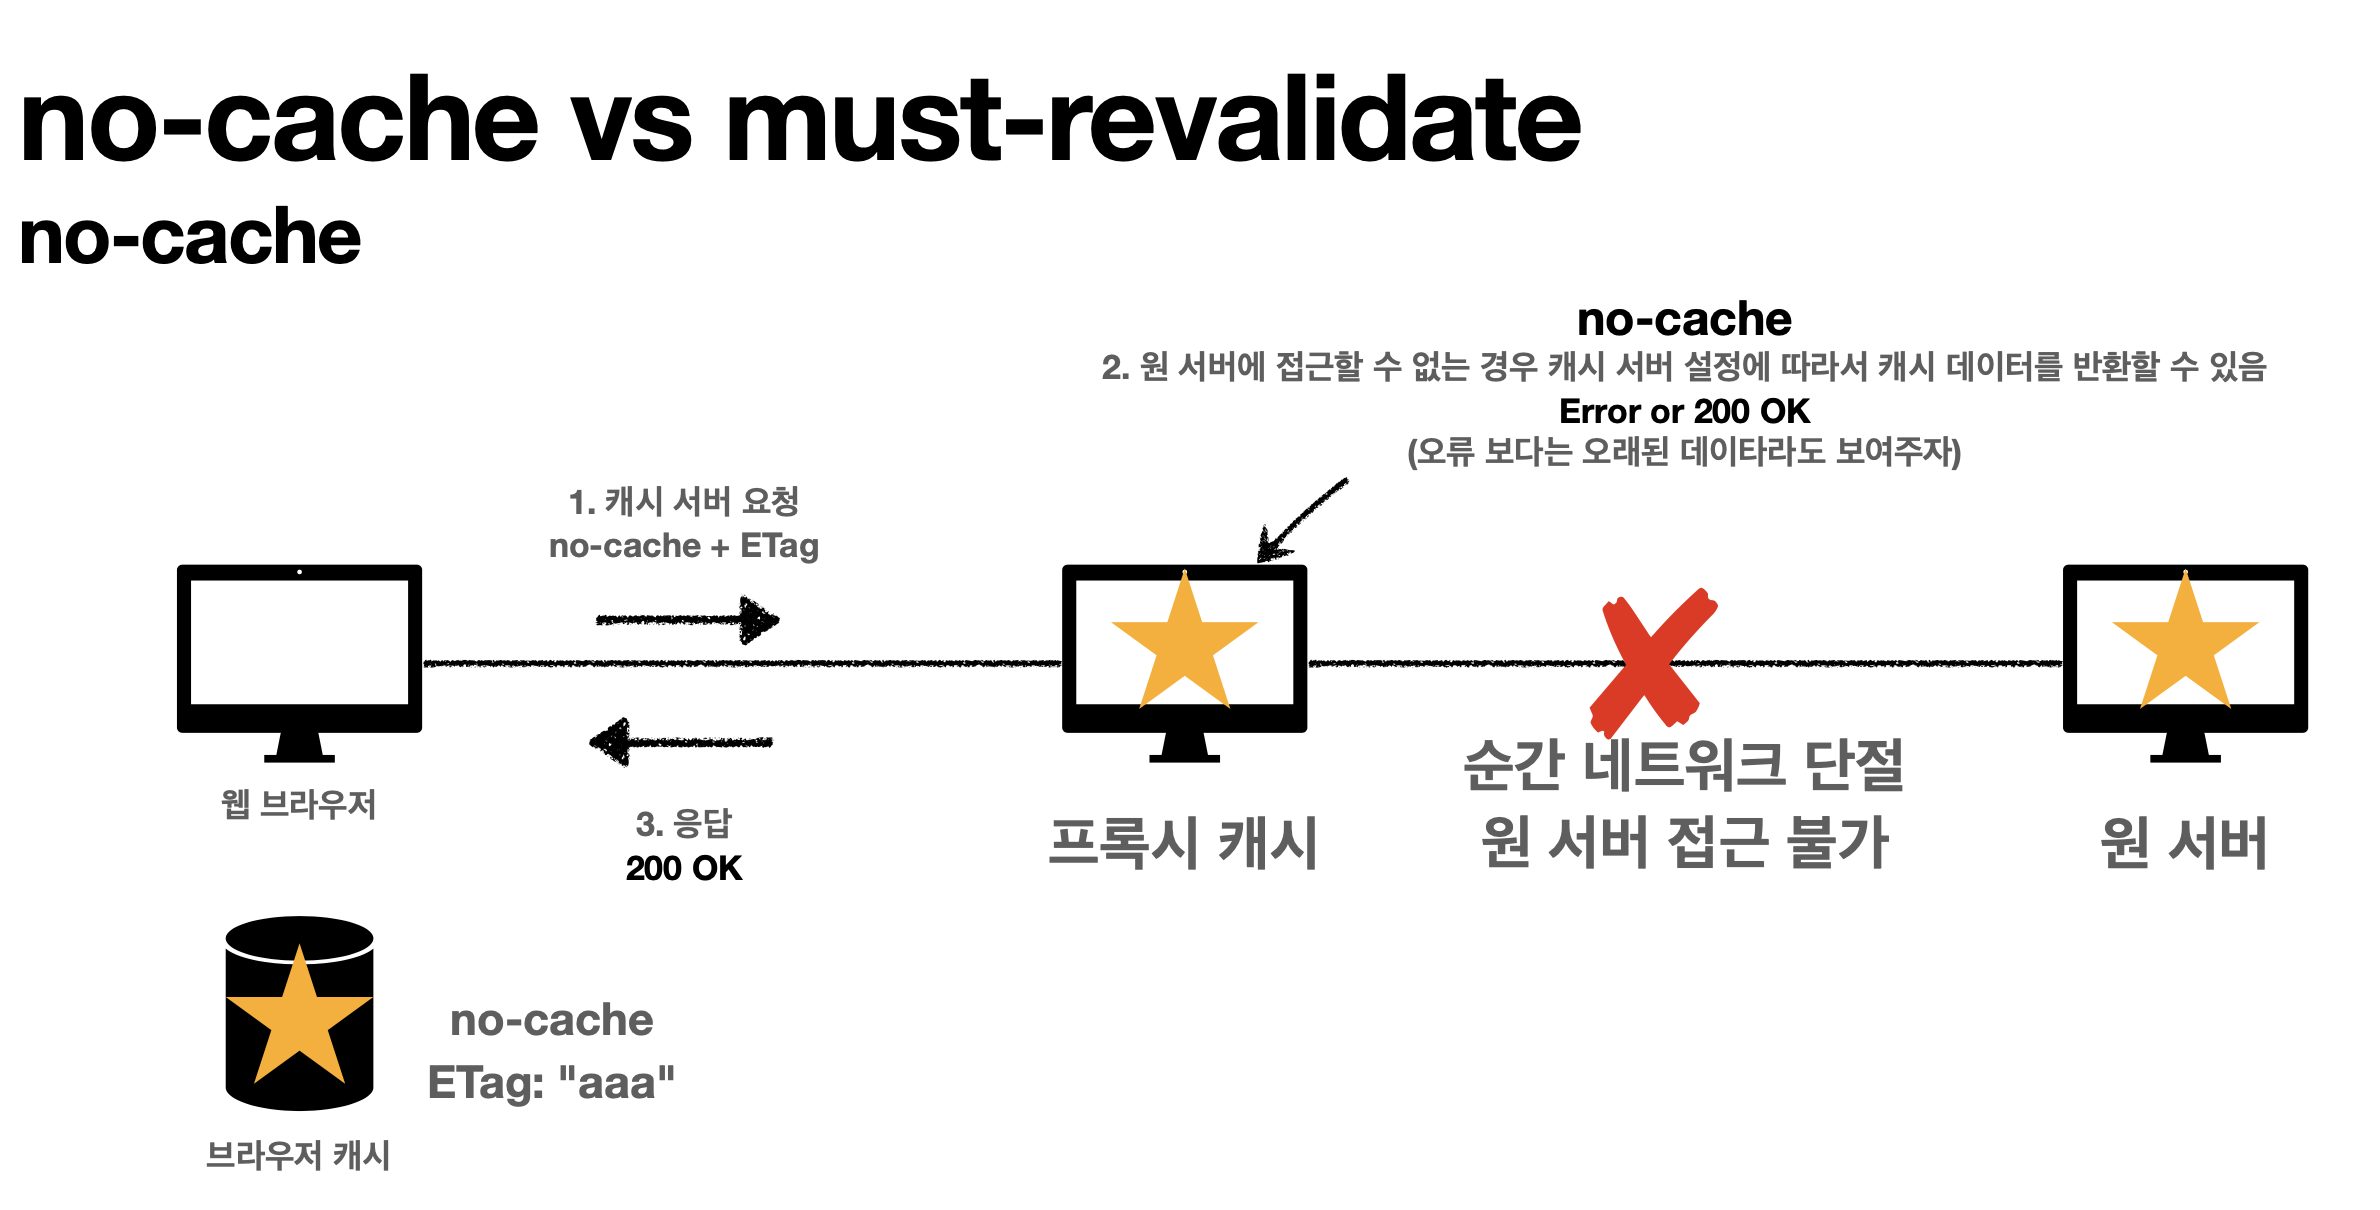 no-cache vs must-revalidate
no-cache
no-cache
2. 원 서버에 접근할 수 없는 경우 캐시 서버 설정에 따라서 캐시 데이터를 반환할 수 있음
Error or 200 OK
(오류 보다는 오래된 데이타라도 보여주자)
1. 캐시 서버 요청
no-cache + ETag
웹 브라우저
3. 응답
200 OK
프록시 캐시
순간 네트워크 단절
원 서버 접근 불가
원 서버
no-cache
ETag: "aaa"
브라우저 캐시